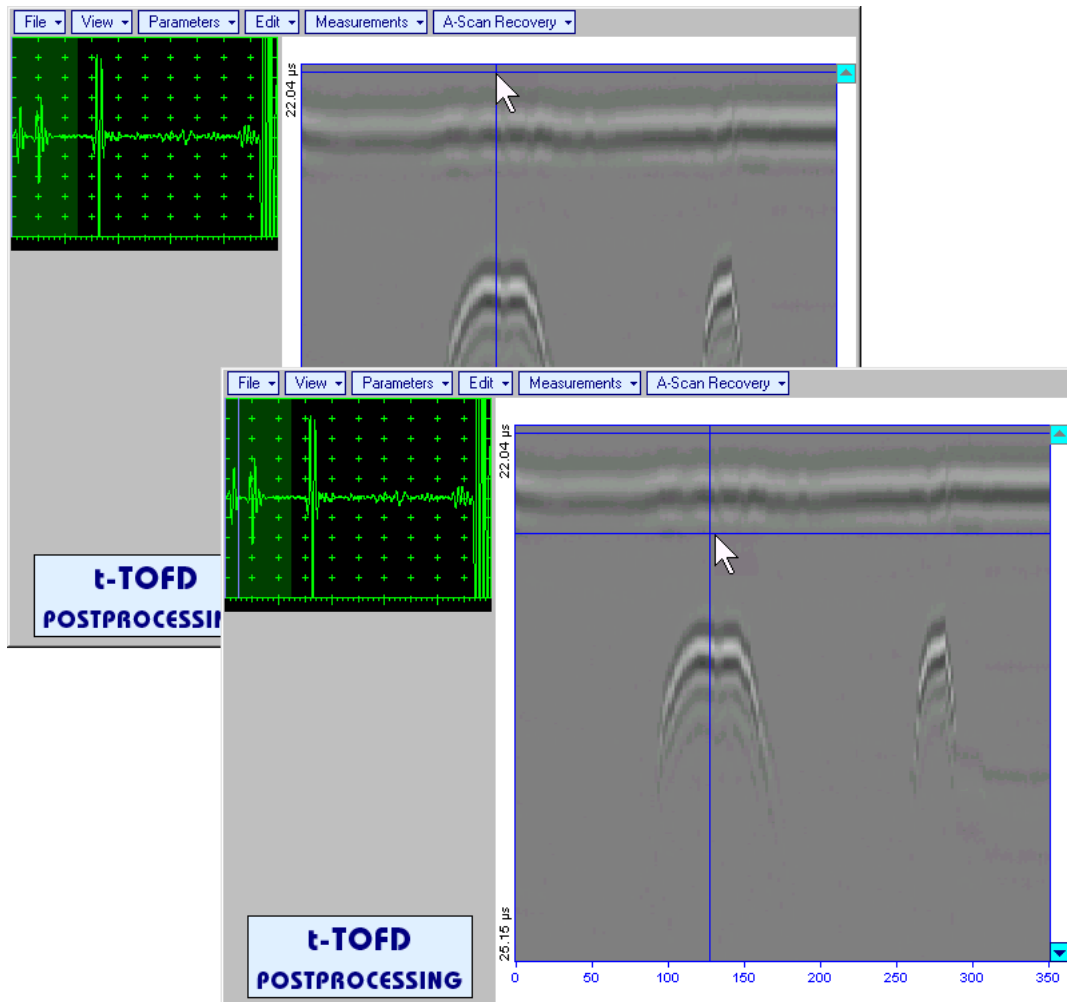 File View Parameters Edit Measurements A-Scan Recovery
22.04 µs
t-TOFD
POSTPROCESSIN
File View Parameters Edit Measurements A-Scan Recovery
22.04 µs
25.15 µs
0 50 100 150 200 250 300 350
t-TOFD
POSTPROCESSING